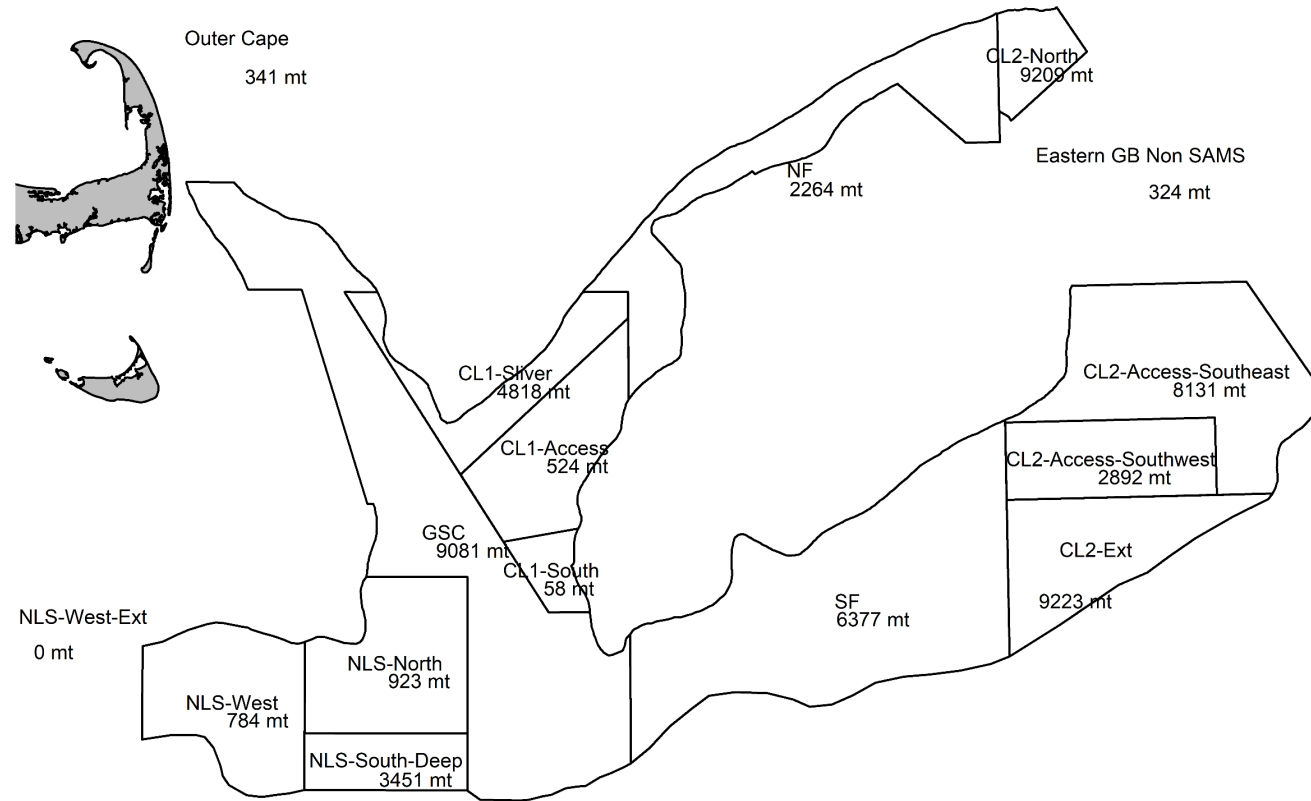 Outer Cape
341 mt
CL2-North
9209 mt
Eastern GB Non SAMS
324 mt
NF
2264 mt
CL1-Sliver
4818 mt
CL2-Access-Southeast
8131 mt
CL1-Access
524 mt
CL2-Access-Southwest
2892 mt
GSC
9081 mt
CL2-Ext
9223 mt
CL1-South
58 mt
SF
6377 mt
NLS-West-Ext
0 mt
NLS-North
923 mt
NLS-West
784 mt
NLS-South-Deep
3451 mt